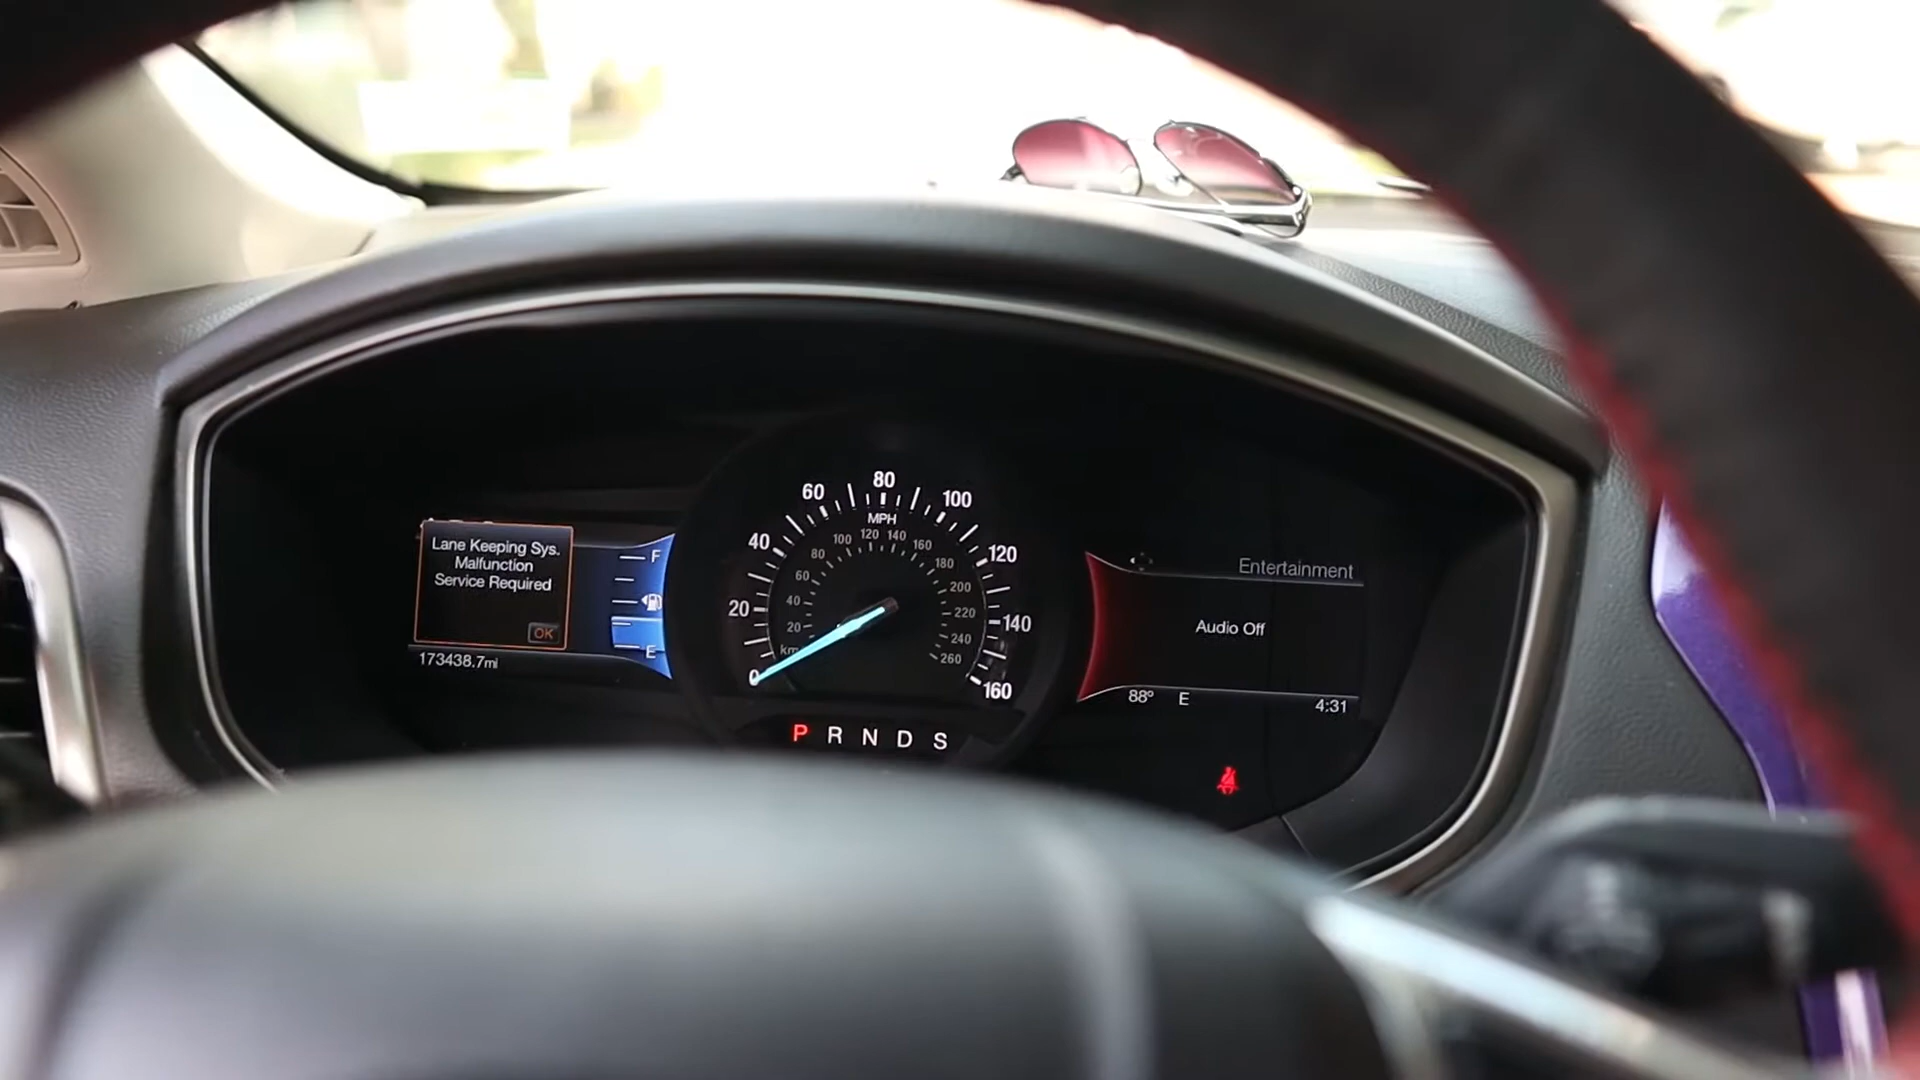 Lane Keeping Sys.
Malfunction
Service Required
OK
173438.7mi
F
E
0
20
40
60
80
100
120
140
160
MPH
km
20
40
60
80
100
120
140
160
180
200
220
240
260
P R N D S
Entertainment
Audio Off
88° E 4:31